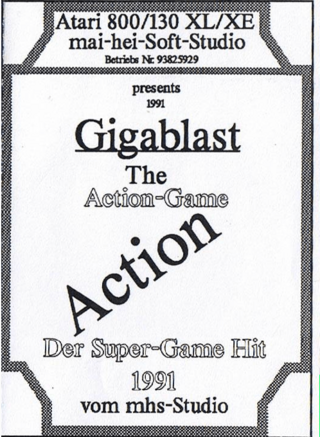 Atari 800/130 XL/XE
mai-hei-Soft-Studio
Betriebs Nr. 93825929
presents
1991
Gigablast
The
Action-Game
Action
Der Super-Game Hit
1991
vom mhs-Studio